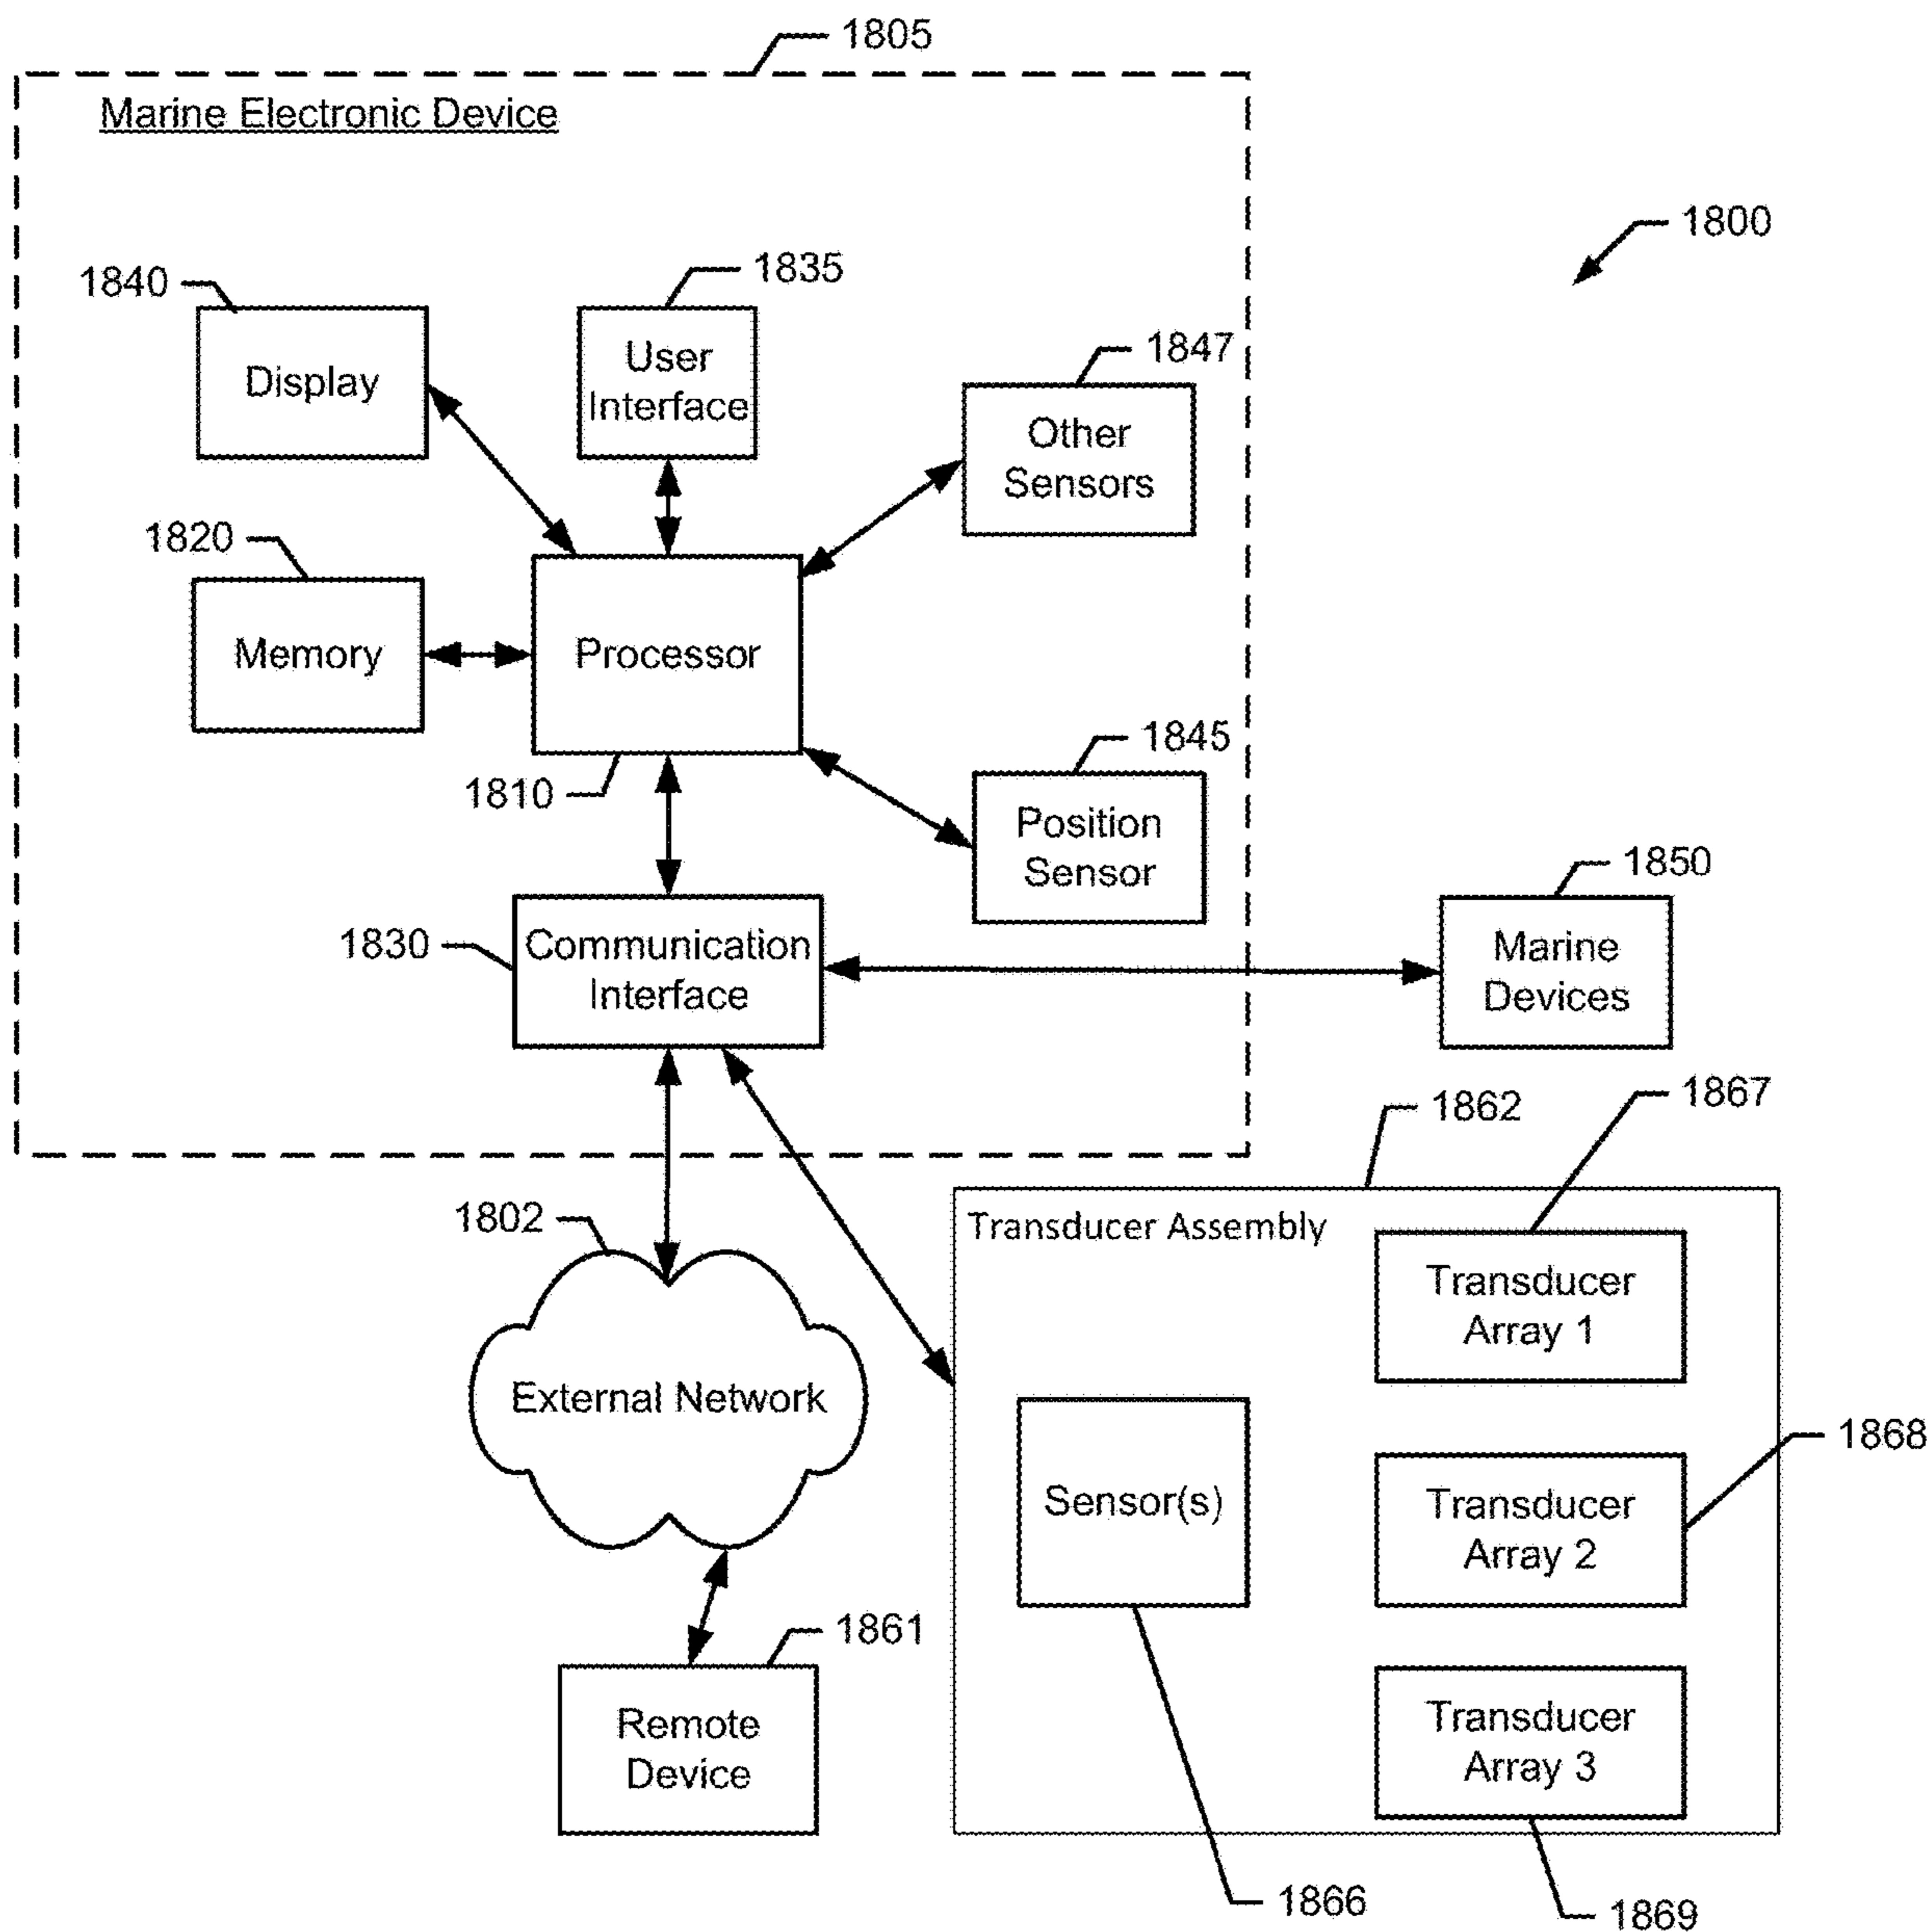 1805
Marine Electronic Device
1800
1840
1835
1847
Display
User
Interface
Other
Sensors
1820
Memory
Processor
1810
1845
Position
Sensor
1830
Communication
Interface
1850
Marine
Devices
1867
1862
1802
Transducer Assembly
Transducer
Array 1
External Network
1868
Sensor(s)
Transducer
Array 2
1861
Remote
Device
Transducer
Array 3
1866
1869